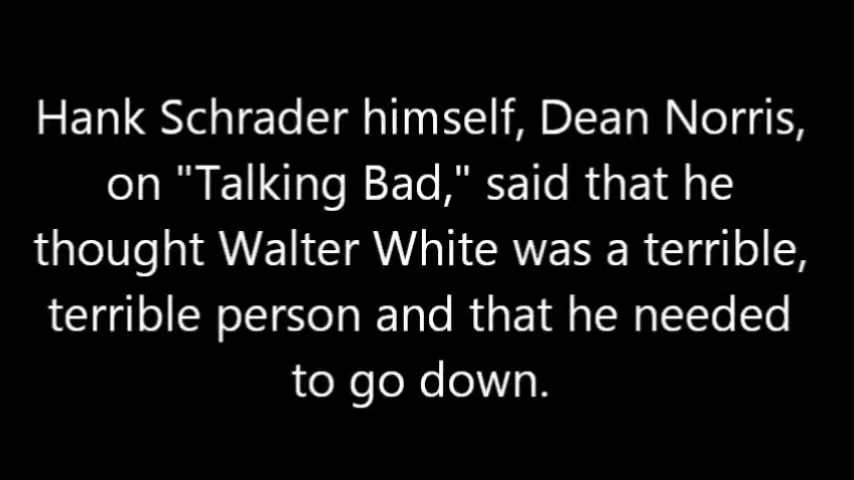 Hank Schrader himself, Dean Norris,
on "Talking Bad," said that he
thought Walter White was a terrible,
terrible person and that he needed
to go down.